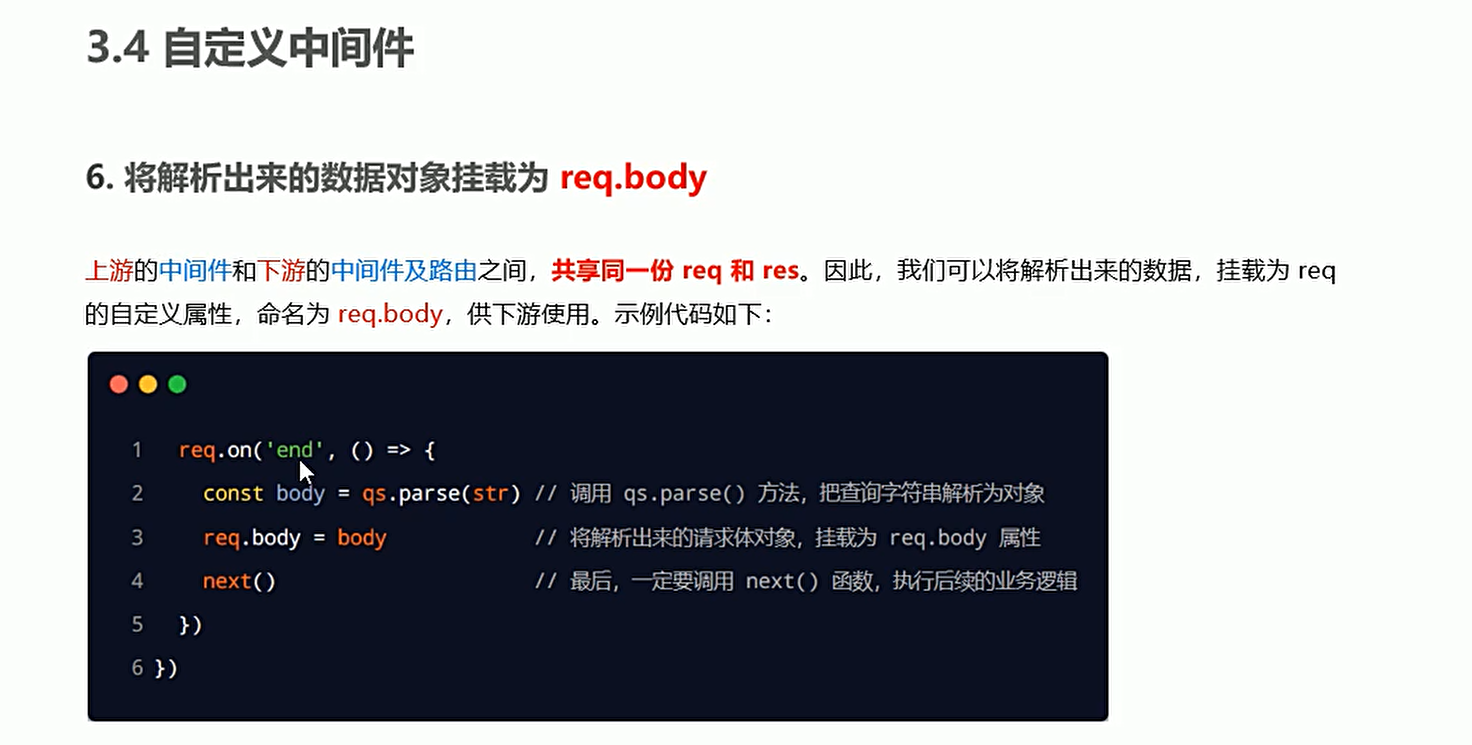 3.4 自定义中间件
6. 将解析出来的数据对象挂载为 req.body
上游的中间件和下游的中间件及路由之间，共享同一份 req 和 res。因此，我们可以将解析出来的数据，挂载为 req
的自定义属性，命名为 req.body，供下游使用。示例代码如下：
1 req.on('end', () => {
2 const body = qs.parse(str) // 调用 qs.parse() 方法，把查询字符串解析为对象
3 req.body = body // 将解析出来的请求体对象，挂载为 req.body 属性
4 next() // 最后，一定要调用 next() 函数，执行后续的业务逻辑
5 })
6 })